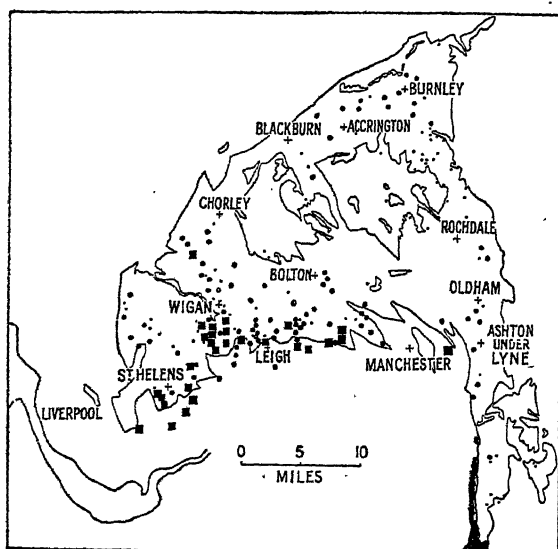 BURNLEY
BLACKBURN
ACCRINGTON
CHORLEY
ROCHDALE
BOLTON
WIGAN
OLDHAM
LEIGH
MANCHESTER
ASHTON
UNDER
LYNE
ST.HELENS
LIVERPOOL
0 5 10
MILES